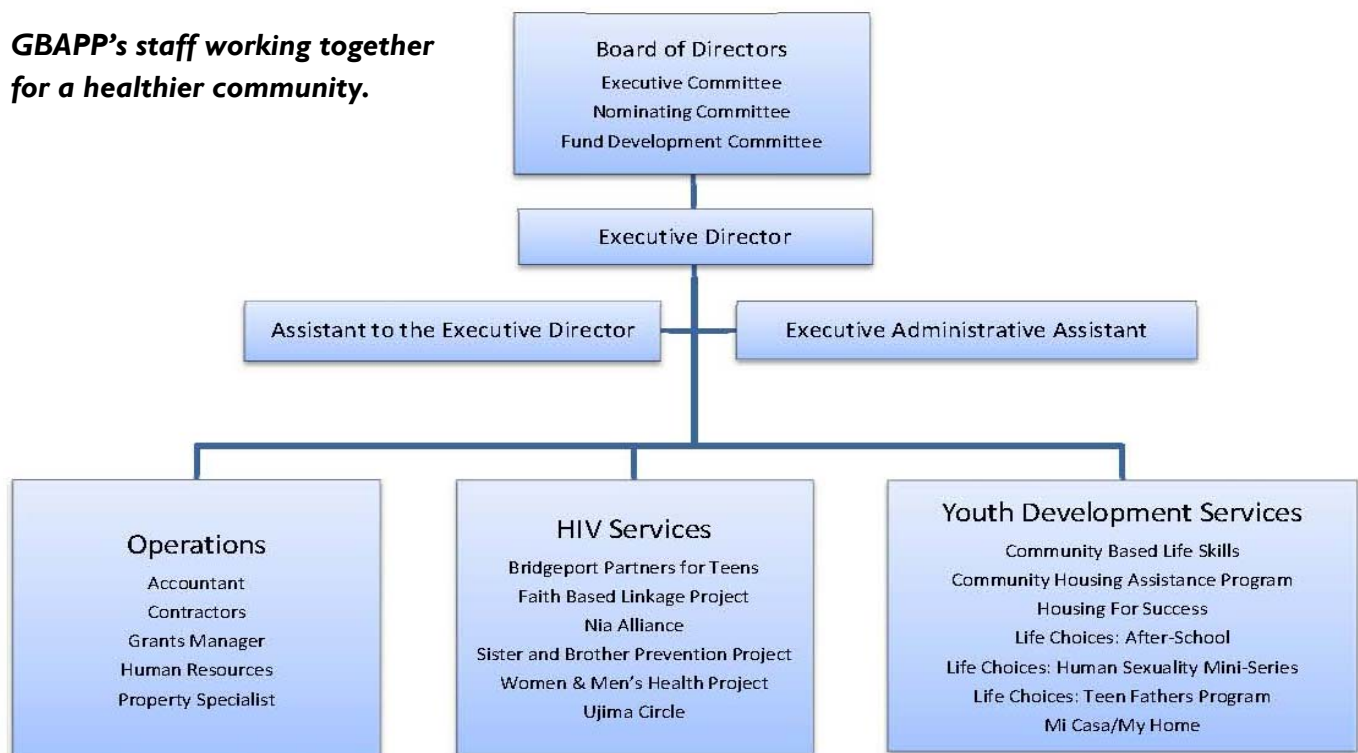 GBAPP’s staff working together
for a healthier community.
Board of Directors
Executive Committee
Nominating Committee
Fund Development Committee
Executive Director
Assistant to the Executive Director
Executive Administrative Assistant
Operations
Accountant
Contractors
Grants Manager
Human Resources
Property Specialist
HIV Services
Bridgeport Partners for Teens
Faith Based Linkage Project
Nia Alliance
Sister and Brother Prevention Project
Women & Men’s Health Project
Ujima Circle
Youth Development Services
Community Based Life Skills
Community Housing Assistance Program
Housing For Success
Life Choices: After-School
Life Choices: Human Sexuality Mini-Series
Life Choices: Teen Fathers Program
Mi Casa/My Home